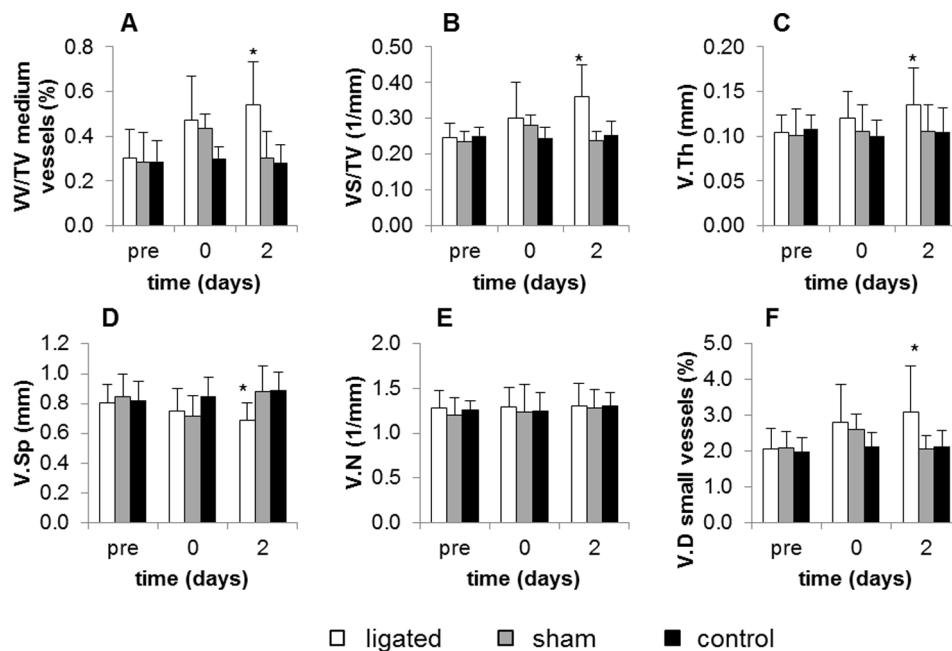 A
VV/TV medium
vessels (%)
0.8
0.6
0.4
0.2
0.0
*
pre 0 2
time (days)
B
VS/TV (1/mm)
0.50
0.40
0.30
0.20
0.10
0.00
*
pre 0 2
time (days)
C
V.Th (mm)
0.20
0.15
0.10
0.05
0.00
*
pre 0 2
time (days)
D
V.Sp (mm)
1.2
1.0
0.8
0.6
0.4
0.2
0.0
*
pre 0 2
time (days)
E
V.N (1/mm)
2.0
1.5
1.0
0.5
0.0
pre 0 2
time (days)
F
V.D small vessels (%)
5.0
4.0
3.0
2.0
1.0
0.0
*
pre 0 2
time (days)
ligated sham control